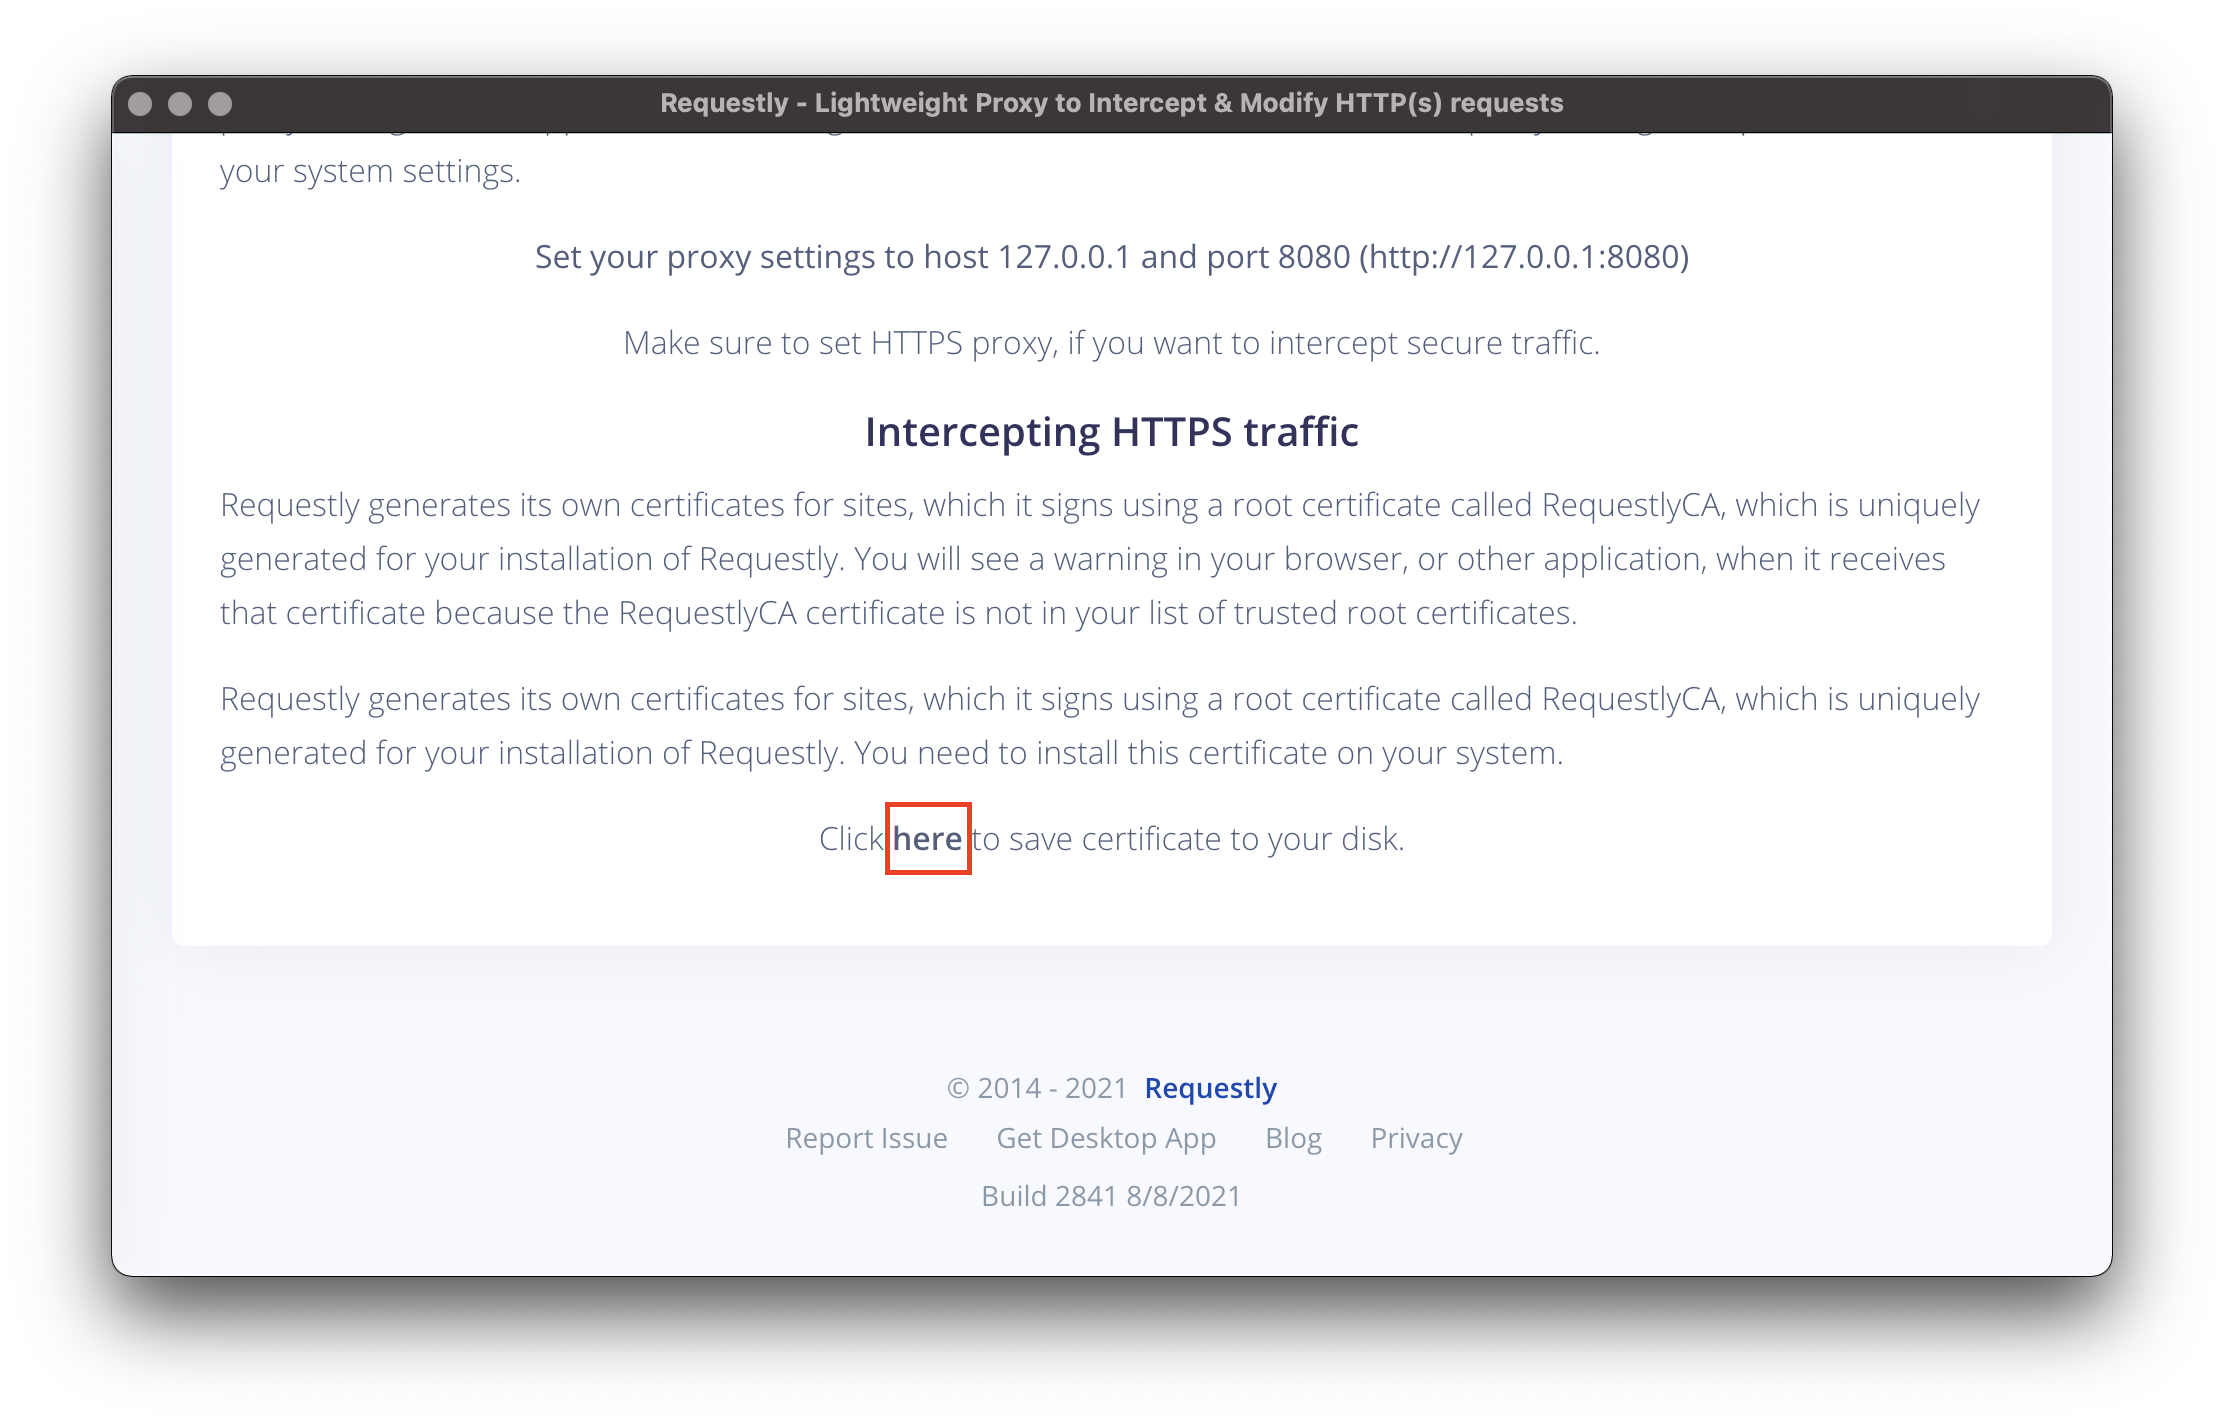 Requestly - Lightweight Proxy to Intercept & Modify HTTP(s) requests
your system settings.
Set your proxy settings to host 127.0.0.1 and port 8080 (http://127.0.0.1:8080)
Make sure to set HTTPS proxy, if you want to intercept secure traffic.
Intercepting HTTPS traffic
Requestly generates its own certificates for sites, which it signs using a root certificate called RequestlyCA, which is uniquely
generated for your installation of Requestly. You will see a warning in your browser, or other application, when it receives
that certificate because the RequestlyCA certificate is not in your list of trusted root certificates.
Requestly generates its own certificates for sites, which it signs using a root certificate called RequestlyCA, which is uniquely
generated for your installation of Requestly. You need to install this certificate on your system.
Click here to save certificate to your disk.
© 2014 - 2021 Requestly
Report Issue Get Desktop App Blog Privacy
Build 2841 8/8/2021